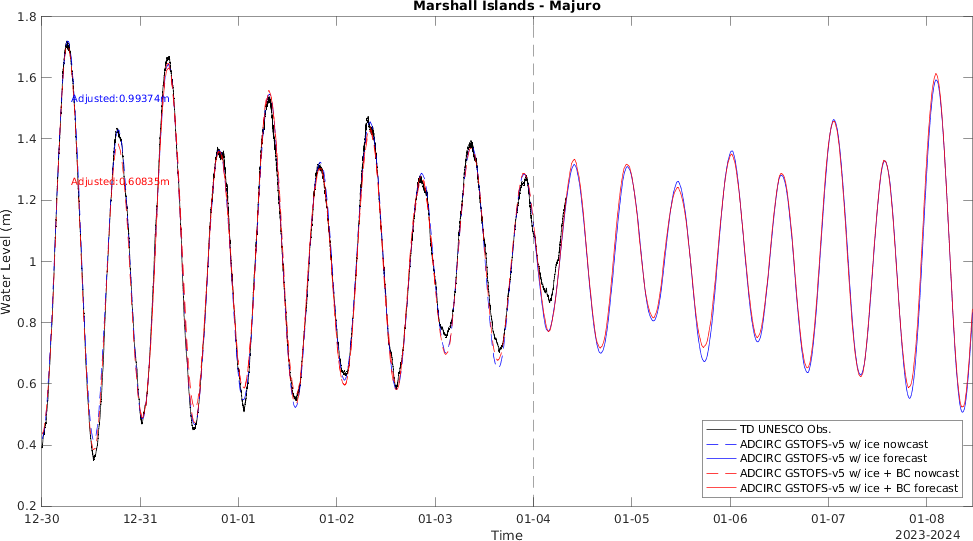 Marshall Islands - Majuro
1.8
1.6
Adjusted:0.99374m
1.4
Adjusted:0.60835m
1.2
1
0.8
0.6
0.4
0.2
Water Level (m)
TD UNESCO Obs.
ADCIRC GSTOFS-v5 w/ ice nowcast
ADCIRC GSTOFS-v5 w/ ice forecast
ADCIRC GSTOFS-v5 w/ ice + BC nowcast
ADCIRC GSTOFS-v5 w/ ice + BC forecast
12-30 12-31 01-01 01-02 01-03 01-04 01-05 01-06 01-07 01-08
Time
2023-2024